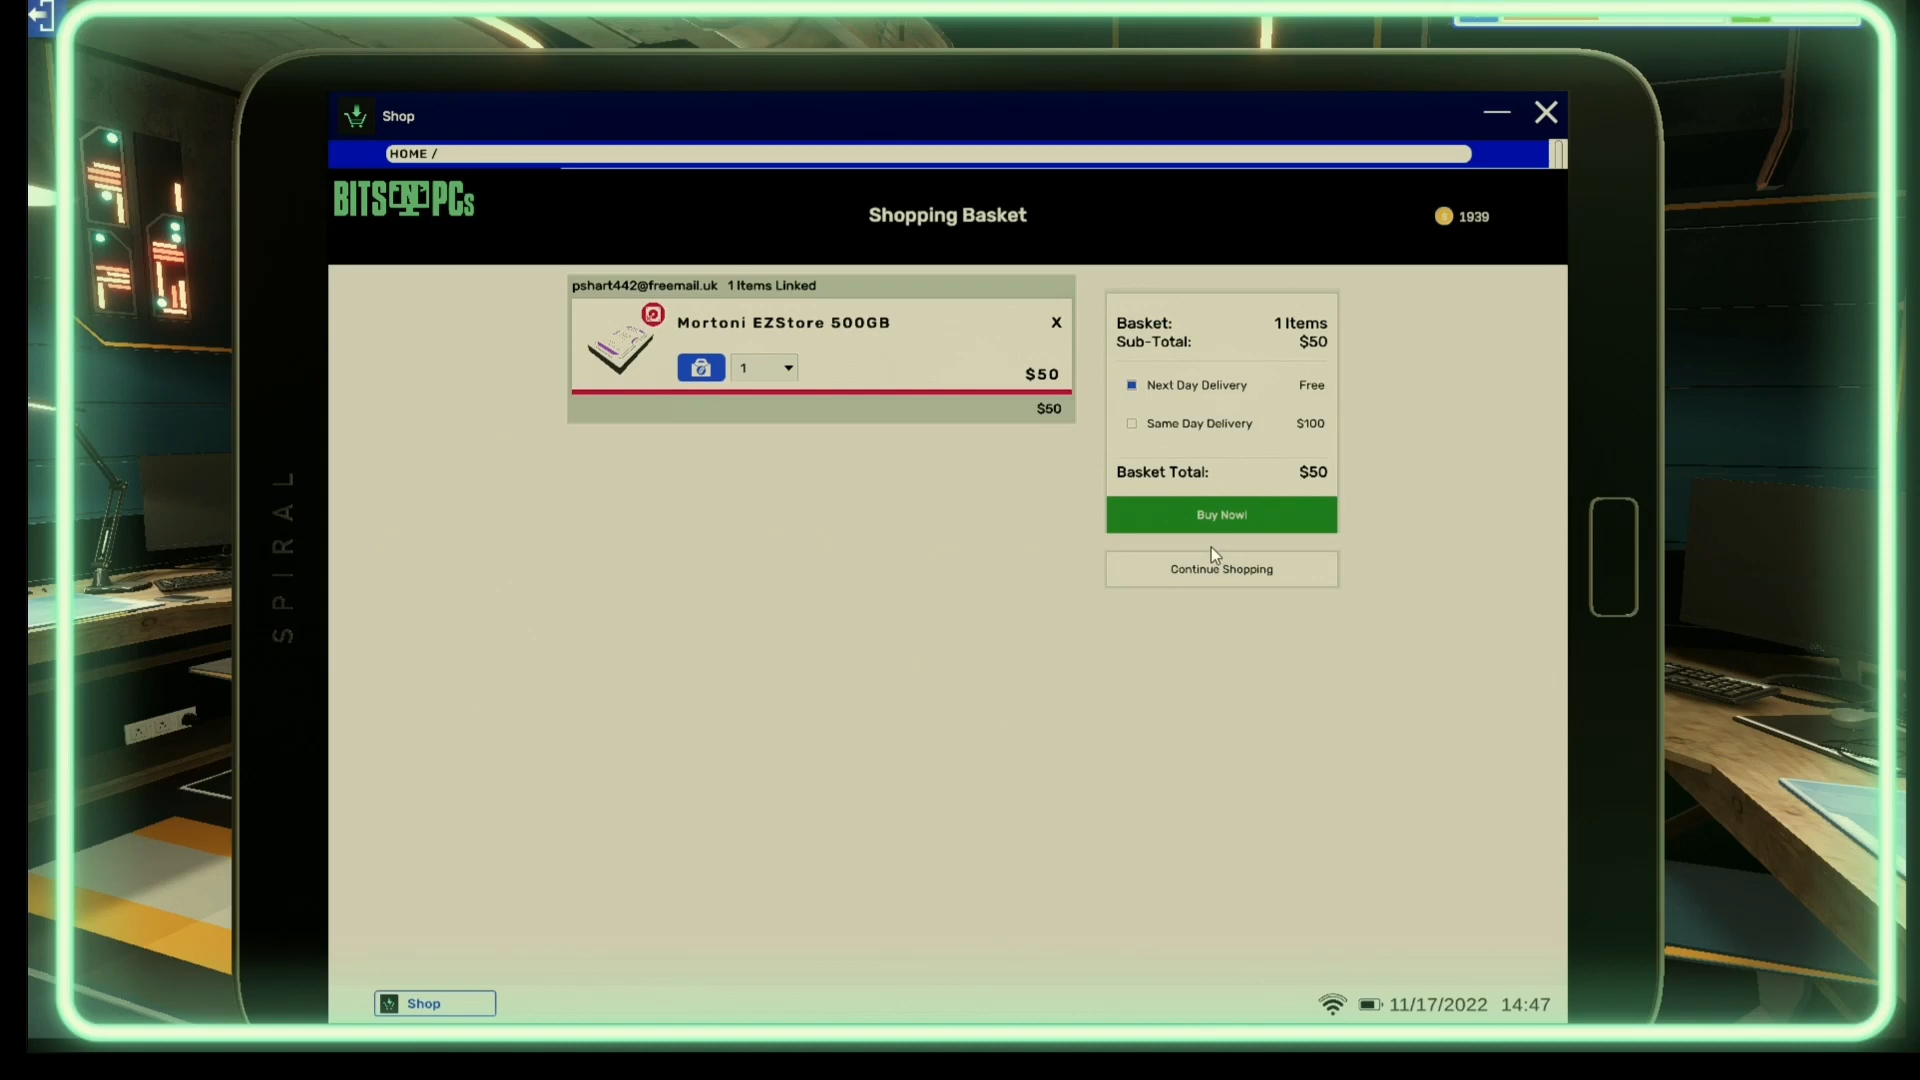 Shop
HOME /
BITS N PCs
Shopping Basket
1939
pshart442@freemail.uk 1 Items Linked
Mortoni EZStore 500GB X
1
$50
$50
Basket: 1 Items
Sub-Total: $50
Next Day Delivery Free
Same Day Delivery $100
Basket Total: $50
Buy Now!
Continue Shopping
SPIRAL
Shop
11/17/2022 14:47